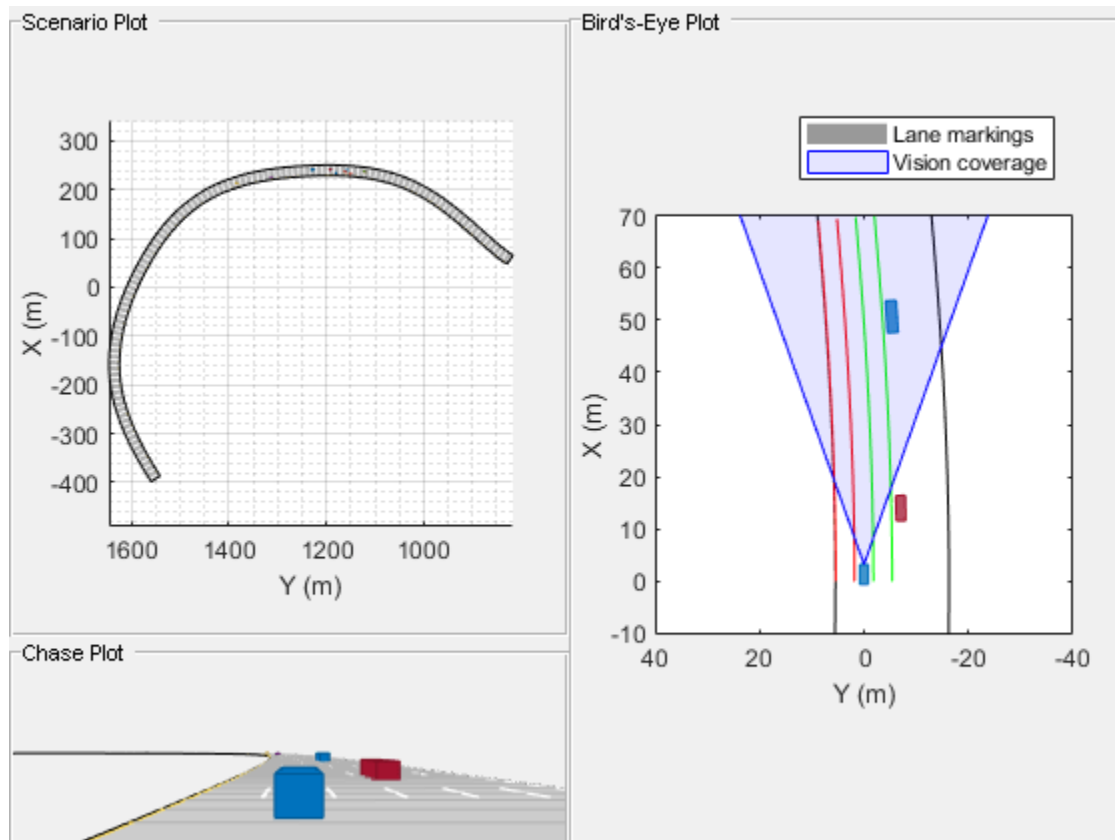 Scenario Plot
300
200
100
0
-100
-200
-300
-400
X (m)
1600
1400
1200
1000
Y (m)
Chase Plot
Bird's-Eye Plot
Lane markings
Vision coverage
70
60
50
40
30
20
10
0
-10
X (m)
40
20
0
-20
-40
Y (m)